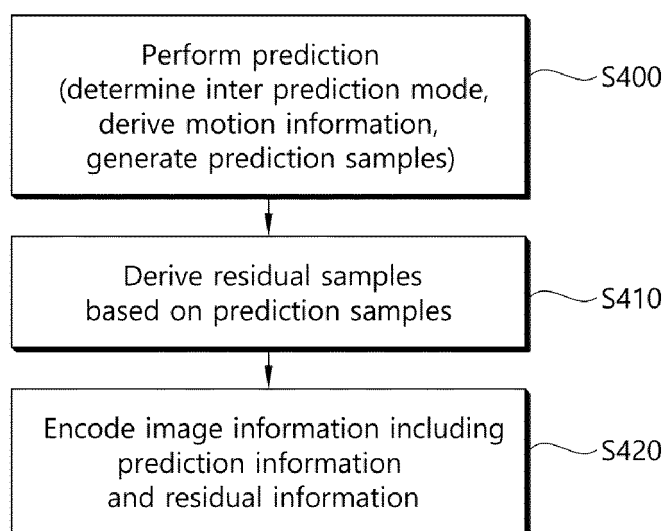 Perform prediction
(determine inter prediction mode,
derive motion information,
generate prediction samples)
S400
Derive residual samples
based on prediction samples
S410
Encode image information including
prediction information
and residual information
S420